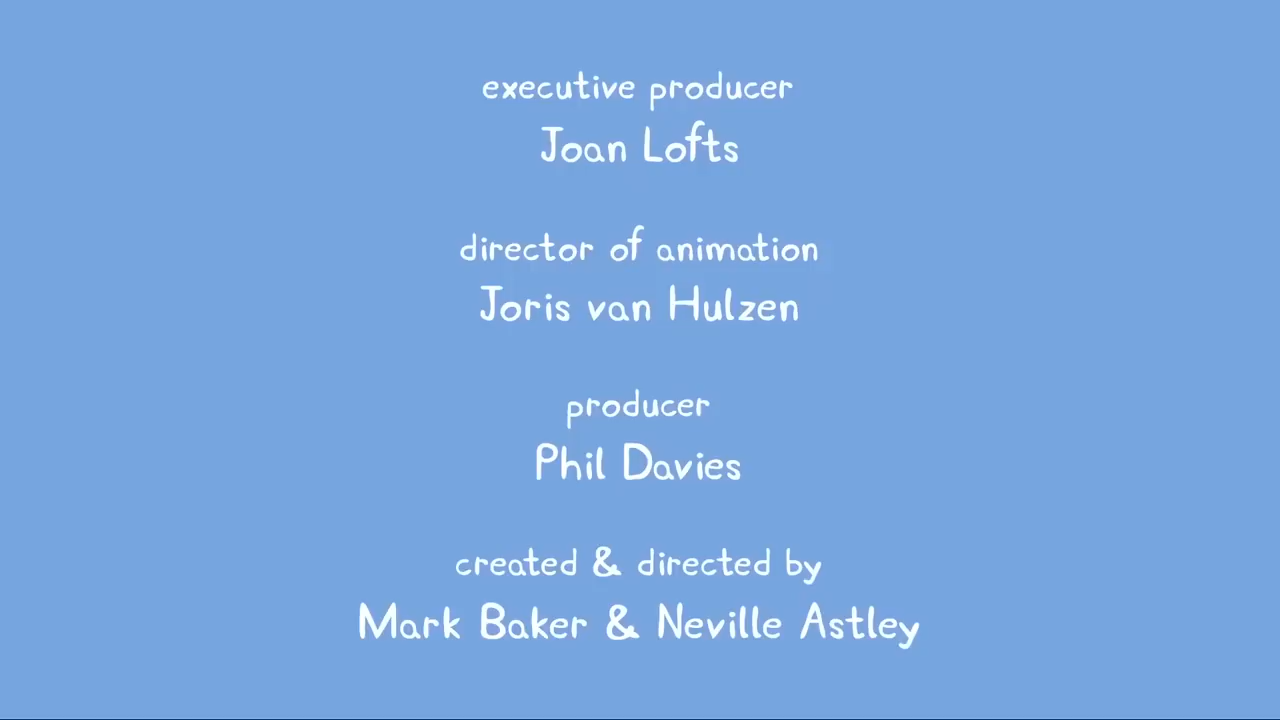 executive producer
Joan Lofts
director of animation
Joris van Hulzen
producer
Phil Davies
created & directed by
Mark Baker & Neville Astley